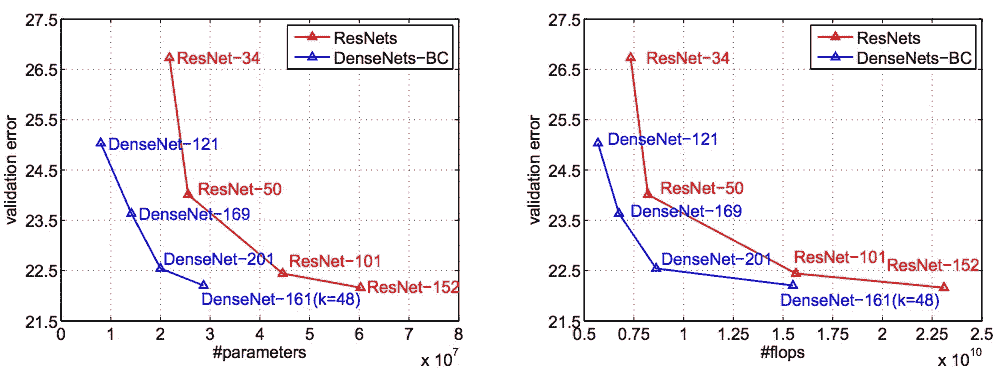 27.5
26.5
25.5
24.5
23.5
22.5
21.5
validation error
0
1
2
3
4
5
6
7
8
#parameters
x 10^7
ResNets
DenseNets−BC
ResNet−34
DenseNet−121
ResNet−50
DenseNet−169
DenseNet−201
ResNet−101
ResNet−152
DenseNet−161(k=48)
27.5
26.5
25.5
24.5
23.5
22.5
21.5
validation error
0.5
0.75
1
1.25
1.5
1.75
2
2.25
2.5
#flops
x 10^10
ResNets
DenseNets−BC
ResNet−34
DenseNet−121
ResNet−50
DenseNet−169
DenseNet−201
ResNet−101
ResNet−152
DenseNet−161(k=48)